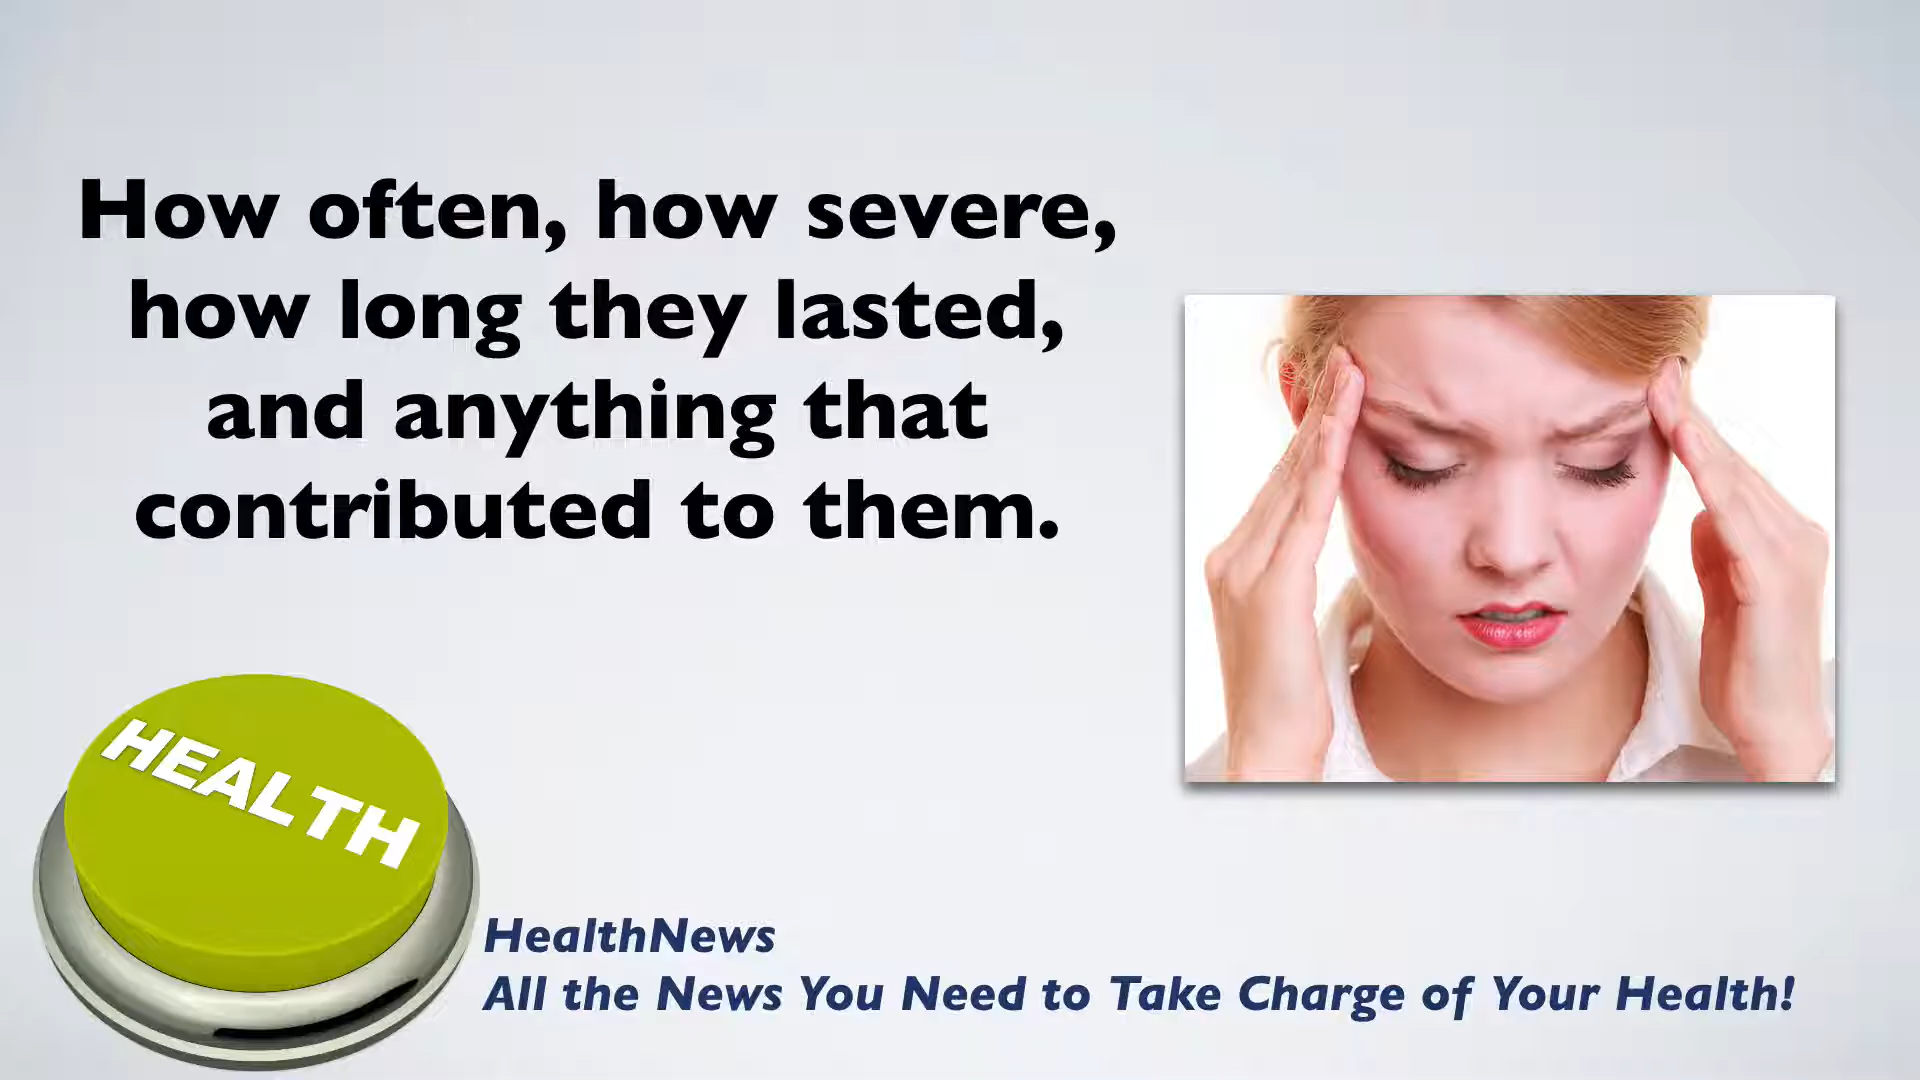 How often, how severe,
how long they lasted,
and anything that
contributed to them.
HEALTH
HealthNews
All the News You Need to Take Charge of Your Health!